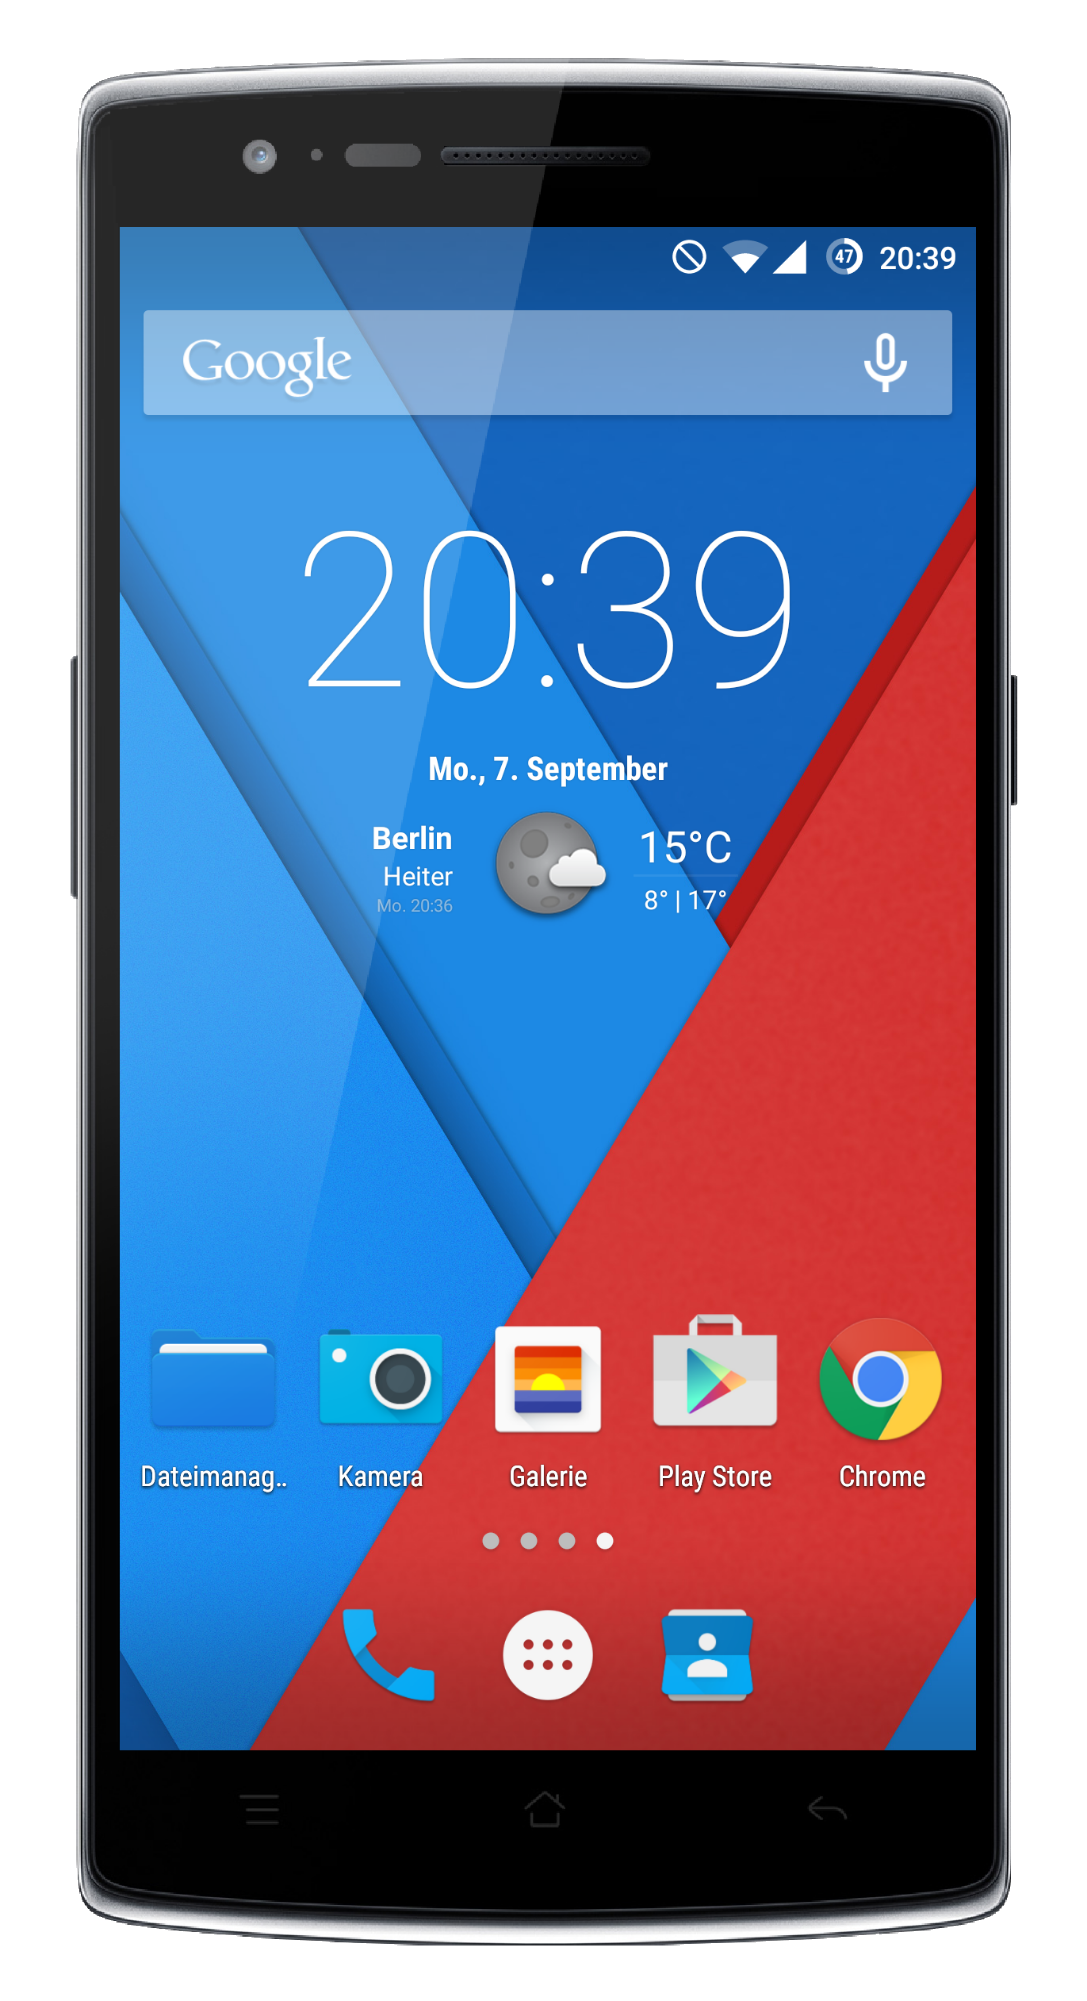 47 20:39
Google
20:39
Mo., 7. September
Berlin
Heiter
Mo. 20:36
15°C
8° | 17°
Dateimanag.. Kamera Galerie Play Store Chrome